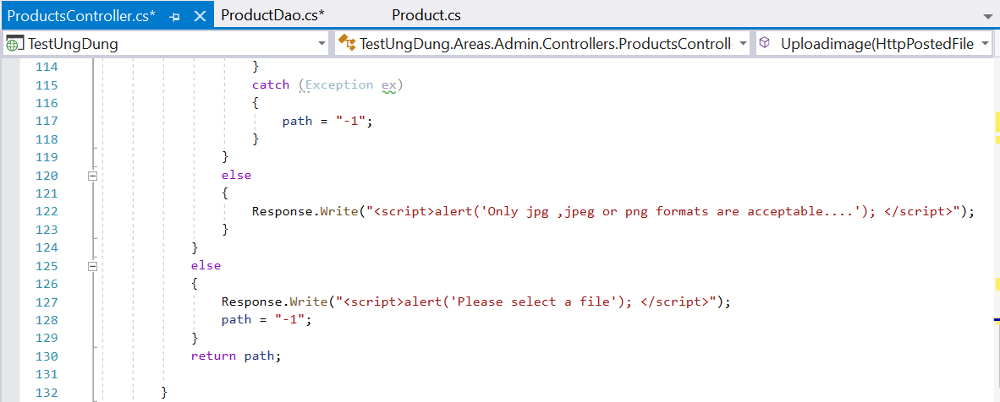 ProductsController.cs* ProductDao.cs* Product.cs
TestUngDung TestUngDung.Areas.Admin.Controllers.ProductsControll Uploadimage(HttpPostedFile
114 }
115 catch (Exception ex)
116 {
117 path = "-1";
118 }
119 }
120 else
121 {
122 Response.Write("<script>alert('Only jpg ,jpeg or png formats are acceptable....'); </script>");
123 }
124 }
125 else
126 {
127 Response.Write("<script>alert('Please select a file'); </script>");
128 path = "-1";
129 }
130 return path;
131
132 }